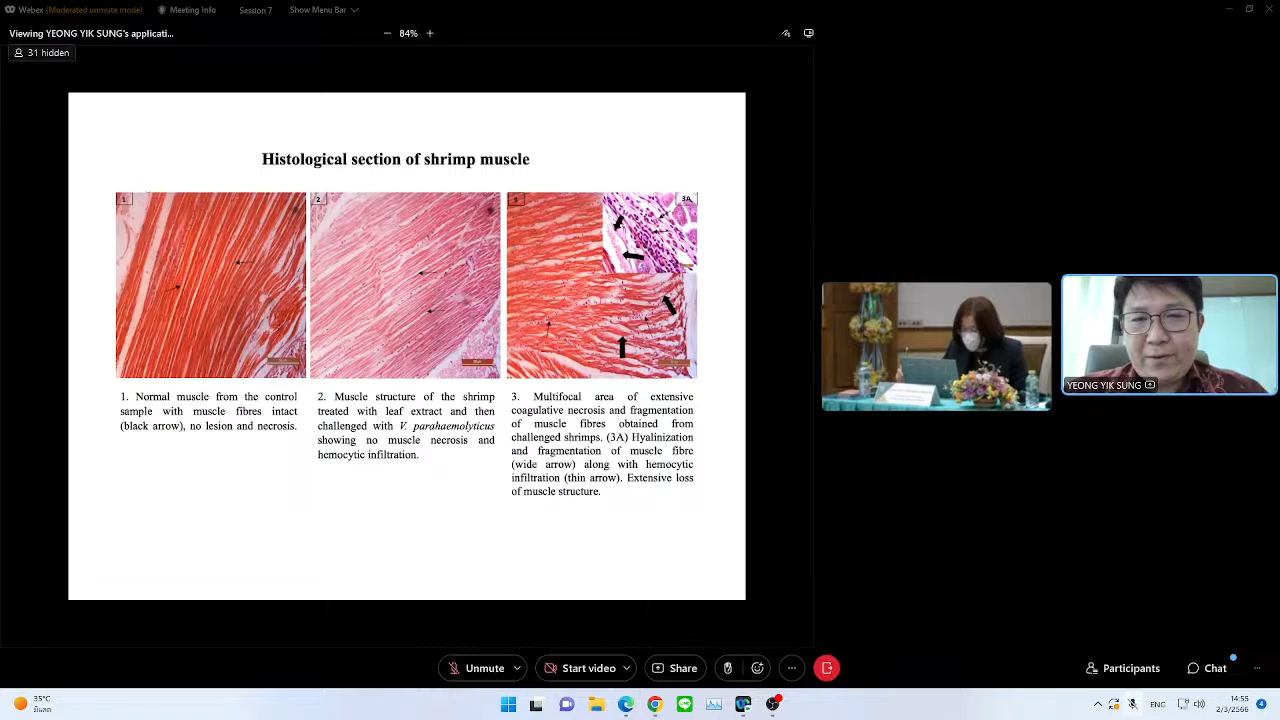 Webex (Moderated unmute mode) Meeting Info Session 7 Show Menu Bar
Viewing YEONG YIK SUNG's applicati... 84%
31 hidden
Histological section of shrimp muscle
1 2 3 3A
1. Normal muscle from the control
sample with muscle fibres intact
(black arrow), no lesion and necrosis.
2. Muscle structure of the shrimp
treated with leaf extract and then
challenged with V. parahaemolyticus
showing no muscle necrosis and
hemocytic infiltration.
3. Multifocal area of extensive
coagulative necrosis and fragmentation
of muscle fibres obtained from
challenged shrimps. (3A) Hyalinization
and fragmentation of muscle fibre
(wide arrow) along with hemocytic
infiltration (thin arrow). Extensive loss
of muscle structure.
YEONG YIK SUNG
Unmute Start video Share Participants Chat
35°C
ENG 14:55
2/3/2566
4